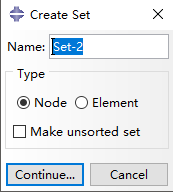 Create Set
Name: Set-2
Type
Node Element
Make unsorted set
Continue... Cancel